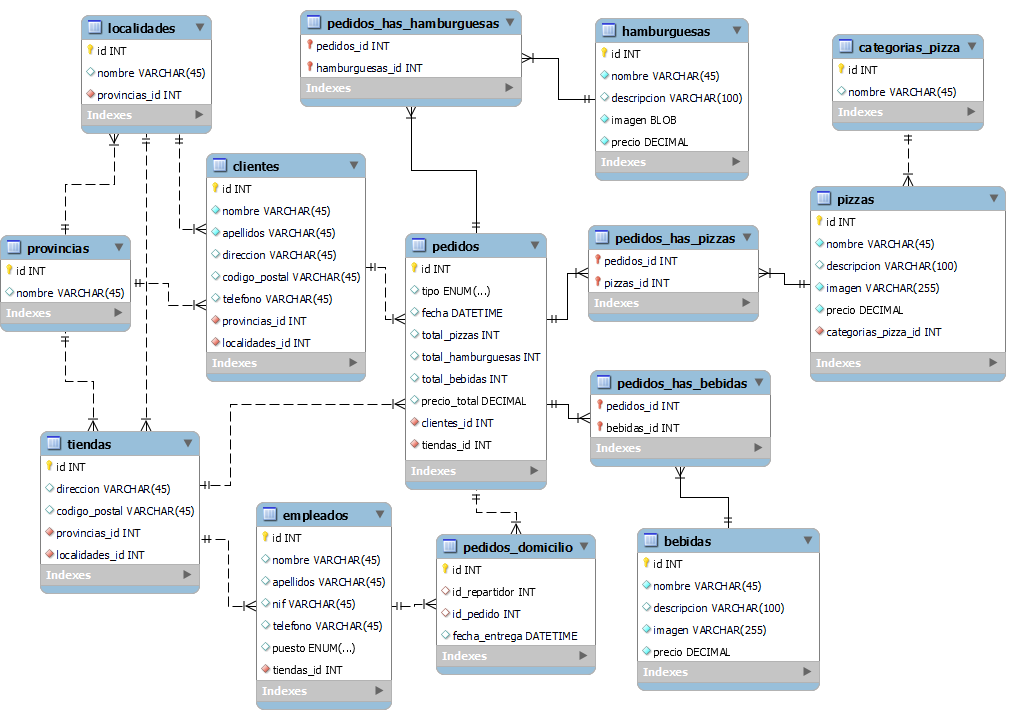 localidades
id INT
nombre VARCHAR(45)
provincias_id INT
Indexes
pedidos_has_hamburguesas
pedidos_id INT
hamburguesas_id INT
Indexes
hamburguesas
id INT
nombre VARCHAR(45)
descripcion VARCHAR(100)
imagen BLOB
precio DECIMAL
Indexes
categorias_pizza
id INT
nombre VARCHAR(45)
Indexes
clientes
id INT
nombre VARCHAR(45)
apellidos VARCHAR(45)
direccion VARCHAR(45)
codigo_postal VARCHAR(45)
telefono VARCHAR(45)
provincias_id INT
localidades_id INT
Indexes
provincias
id INT
nombre VARCHAR(45)
Indexes
pedidos
id INT
tipo ENUM(...)
fecha DATETIME
total_pizzas INT
total_hamburguesas INT
total_bebidas INT
precio_total DECIMAL
clientes_id INT
tiendas_id INT
Indexes
pedidos_has_pizzas
pedidos_id INT
pizzas_id INT
Indexes
pizzas
id INT
nombre VARCHAR(45)
descripcion VARCHAR(100)
imagen VARCHAR(255)
precio DECIMAL
categorias_pizza_id INT
Indexes
pedidos_has_bebidas
pedidos_id INT
bebidas_id INT
Indexes
tiendas
id INT
direccion VARCHAR(45)
codigo_postal VARCHAR(45)
provincias_id INT
localidades_id INT
Indexes
empleados
id INT
nombre VARCHAR(45)
apellidos VARCHAR(45)
nif VARCHAR(45)
telefono VARCHAR(45)
puesto ENUM(...)
tiendas_id INT
Indexes
pedidos_domicilio
id INT
id_repartidor INT
id_pedido INT
fecha_entrega DATETIME
Indexes
bebidas
id INT
nombre VARCHAR(45)
descripcion VARCHAR(100)
imagen VARCHAR(255)
precio DECIMAL
Indexes